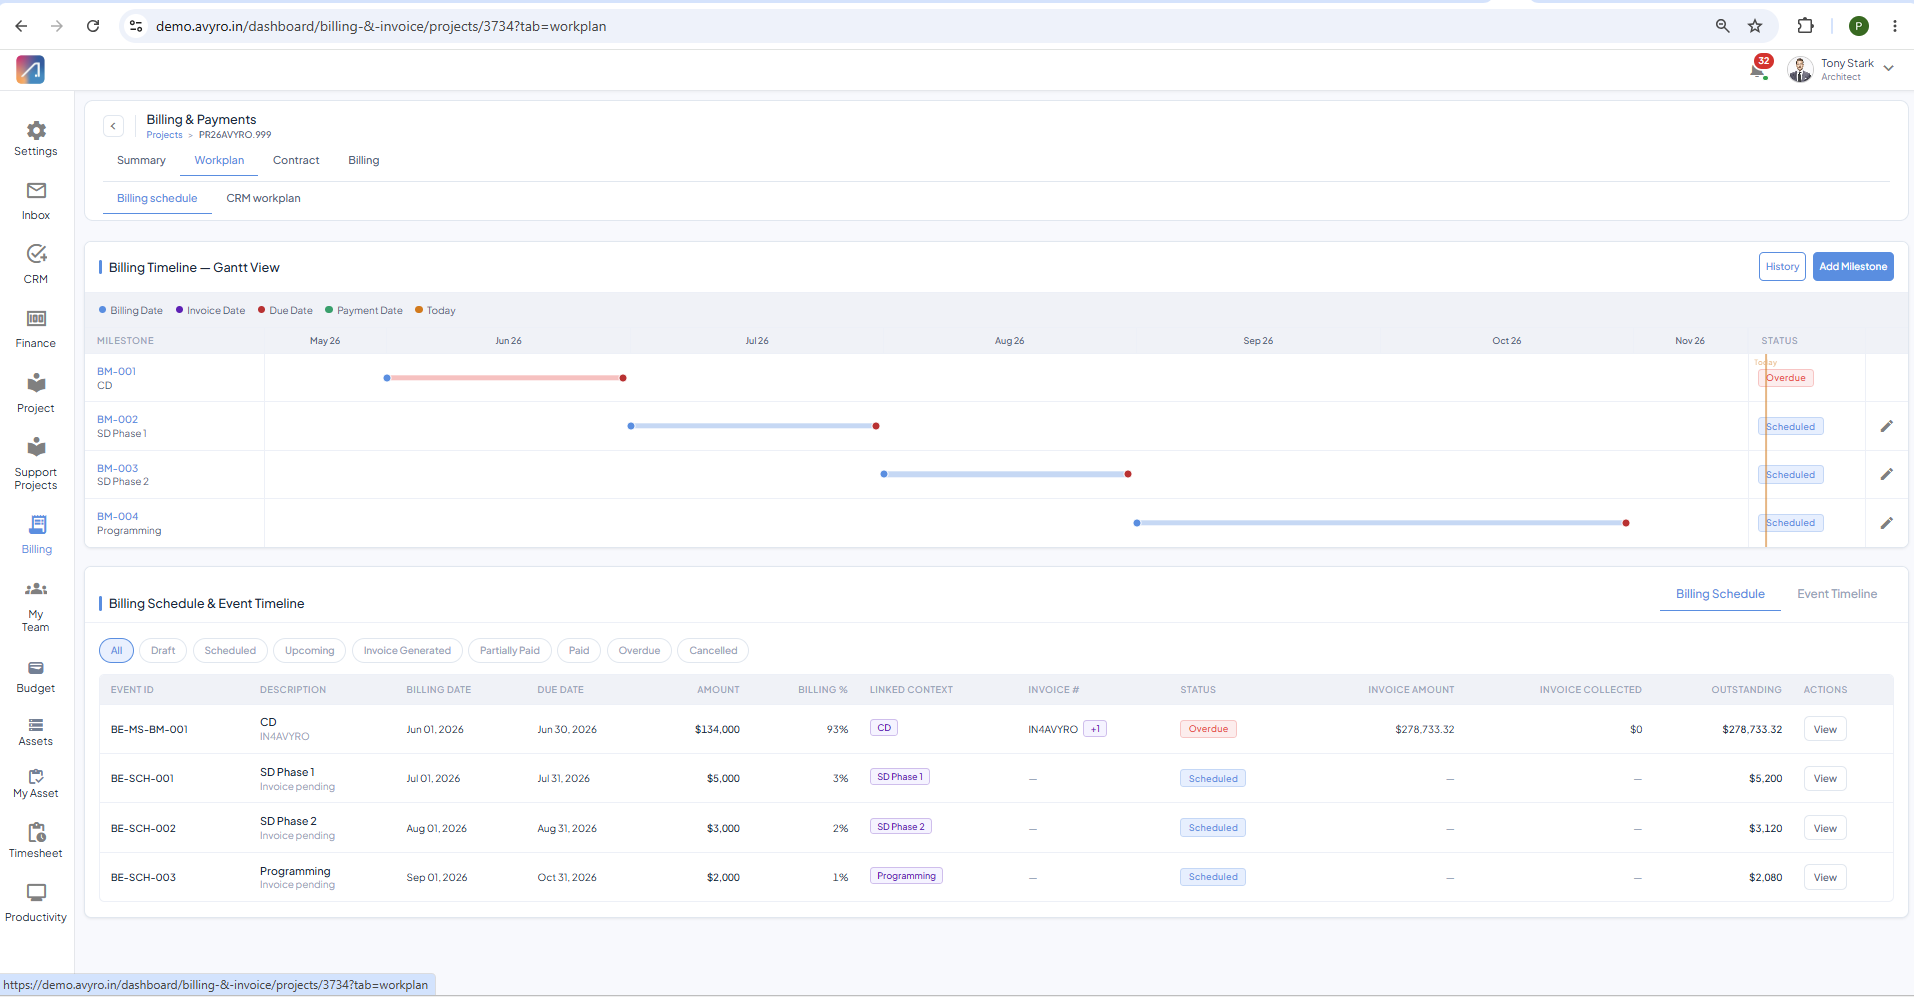 demo.avyro.in/dashboard/billing-&-invoice/projects/3734?tab=workplan
P
32
Tony Stark
Architect
Settings
Inbox
CRM
Finance
Project
Support
Projects
Billing
My
Team
Budget
Assets
My Asset
Timesheet
Productivity
Billing & Payments
Projects > PR26AVYRO.999
Summary Workplan Contract Billing
Billing schedule CRM workplan
Billing Timeline — Gantt View
History Add Milestone
Billing Date Invoice Date Due Date Payment Date Today
MILESTONE May 26 Jun 26 Jul 26 Aug 26 Sep 26 Oct 26 Nov 26 STATUS
Today
BM-001
CD
Overdue
BM-002
SD Phase 1
Scheduled
BM-003
SD Phase 2
Scheduled
BM-004
Programming
Scheduled
Billing Schedule & Event Timeline
Billing Schedule Event Timeline
All Draft Scheduled Upcoming Invoice Generated Partially Paid Paid Overdue Cancelled
EVENT ID DESCRIPTION BILLING DATE DUE DATE AMOUNT BILLING % LINKED CONTEXT INVOICE # STATUS INVOICE AMOUNT INVOICE COLLECTED OUTSTANDING ACTIONS
BE-MS-BM-001 CD Jun 01, 2026 Jun 30, 2026 $134,000 93% CD IN4AVYRO +1 Overdue $278,733.32 $0 $278,733.32 View
IN4AVYRO
BE-SCH-001 SD Phase 1 Jul 01, 2026 Jul 31, 2026 $5,000 3% SD Phase 1 — Scheduled — — $5,200 View
Invoice pending
BE-SCH-002 SD Phase 2 Aug 01, 2026 Aug 31, 2026 $3,000 2% SD Phase 2 — Scheduled — — $3,120 View
Invoice pending
BE-SCH-003 Programming Sep 01, 2026 Oct 31, 2026 $2,000 1% Programming — Scheduled — — $2,080 View
Invoice pending
https://demo.avyro.in/dashboard/billing-&-invoice/projects/3734?tab=workplan